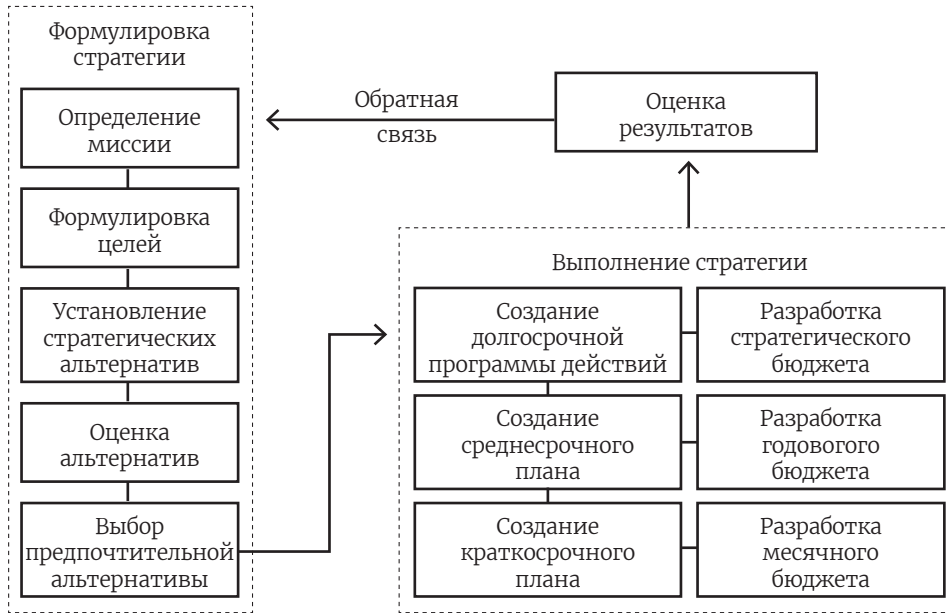 Формулировка
стратегии
Определение
миссии
Формулировка
целей
Установление
стратегических
альтернатив
Оценка
альтернатив
Выбор
предпочтительной
альтернативы
Обратная
связь
Оценка
результатов
Выполнение стратегии
Создание
долгосрочной
программы действий
Разработка
стратегического
бюджета
Создание
среднесрочного
плана
Разработка
годового
бюджета
Создание
краткосрочного
плана
Разработка
месячного
бюджета